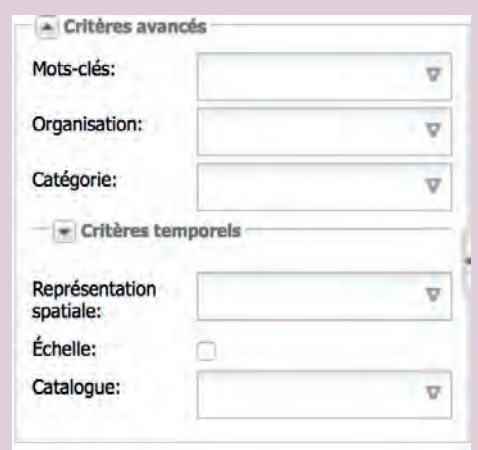 Critères avancés
Mots-clés:
Organisation:
Catégorie:
Critères temporels
Représentation
spatiale:
Échelle:
Catalogue: